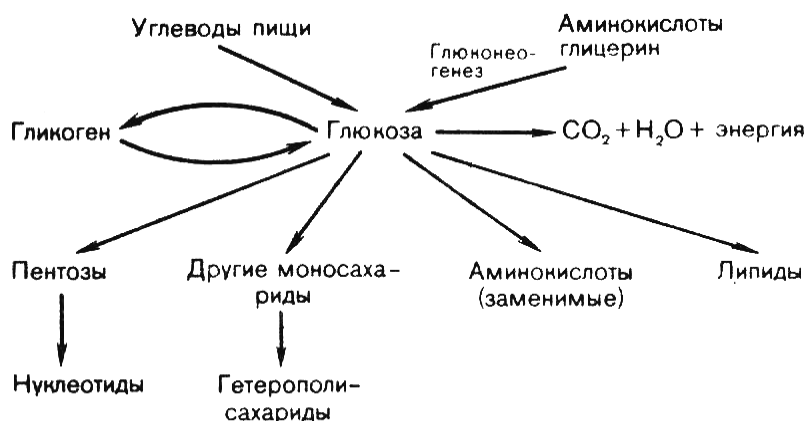 Углеводы пищи
Аминокислоты
глицерин
Глюконео-
генез
Гликоген
Глюкоза
CO₂ + H₂O + энергия
Пентозы
Другие моносаха-
риды
Аминокислоты
(заменимые)
Липиды
Нуклеотиды
Гетерополи-
сахариды